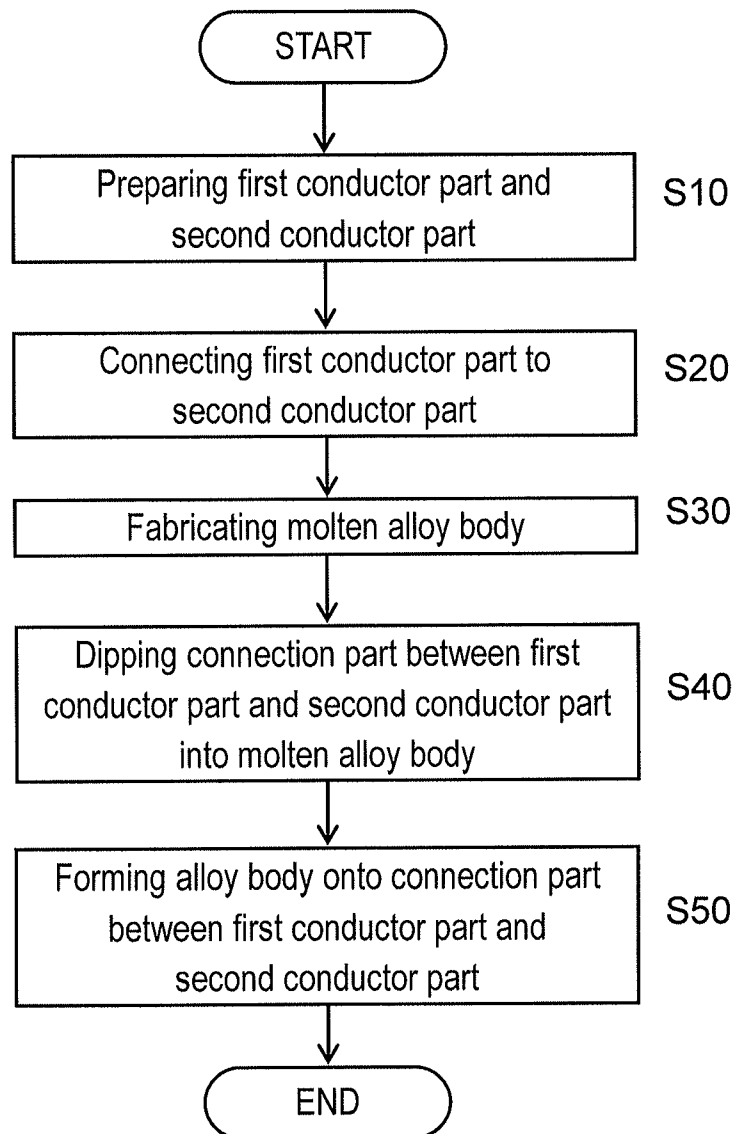 START
Preparing first conductor part and
second conductor part
S10
Connecting first conductor part to
second conductor part
S20
Fabricating molten alloy body
S30
Dipping connection part between first
conductor part and second conductor part
into molten alloy body
S40
Forming alloy body onto connection part
between first conductor part and
second conductor part
S50
END